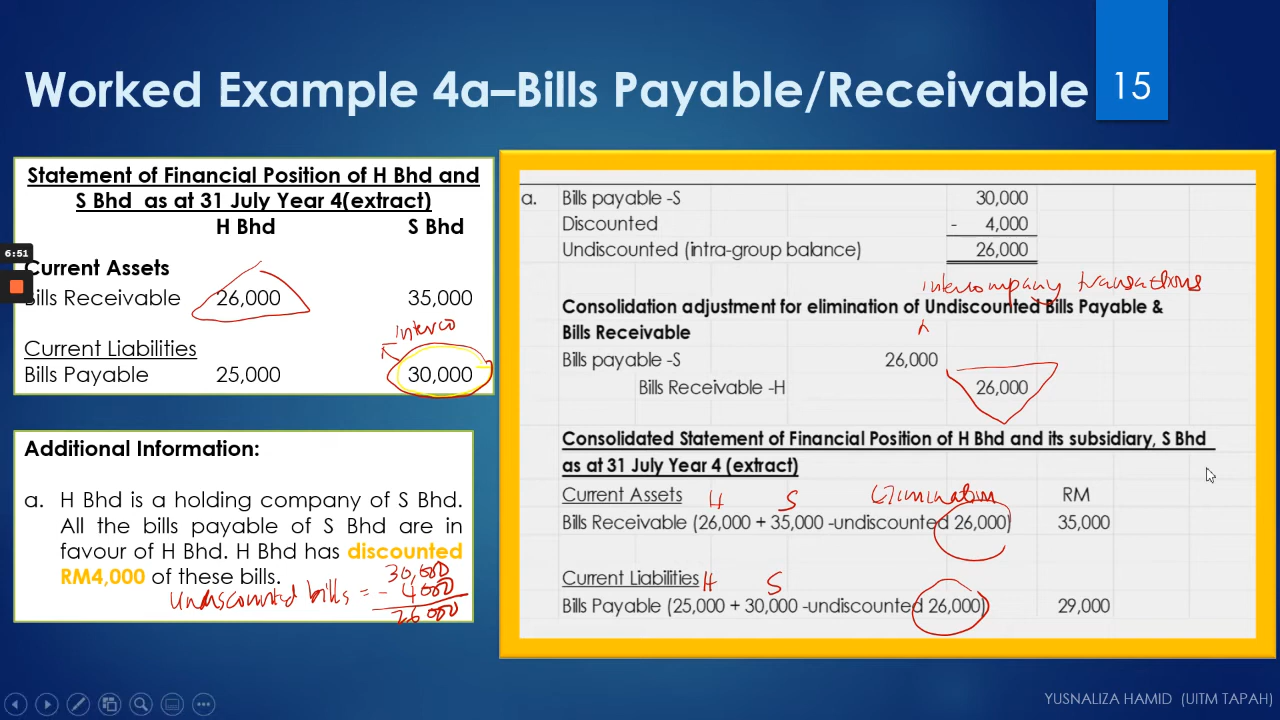 Worked Example 4a–Bills Payable/Receivable
15
Statement of Financial Position of H Bhd and
S Bhd as at 31 July Year 4(extract)
H Bhd S Bhd
6:51
Current Assets
Bills Receivable 26,000 35,000
interco
Current Liabilities
Bills Payable 25,000 30,000
Additional Information:
a. H Bhd is a holding company of S Bhd.
All the bills payable of S Bhd are in
favour of H Bhd. H Bhd has discounted
RM4,000 of these bills.
30,000
undiscounted bills = - 4000
26 000
a. Bills payable -S 30,000
Discounted - 4,000
Undiscounted (intra-group balance) 26,000
intercompany transactions
Consolidation adjustment for elimination of Undiscounted Bills Payable &
Bills Receivable
Bills payable -S 26,000
Bills Receivable -H 26,000
Consolidated Statement of Financial Position of H Bhd and its subsidiary, S Bhd
as at 31 July Year 4 (extract)
Current Assets H S Elimination RM
Bills Receivable (26,000 + 35,000 -undiscounted 26,000) 35,000
Current Liabilities H S
Bills Payable (25,000 + 30,000 -undiscounted 26,000) 29,000
YUSNALIZA HAMID (UITM TAPAH)